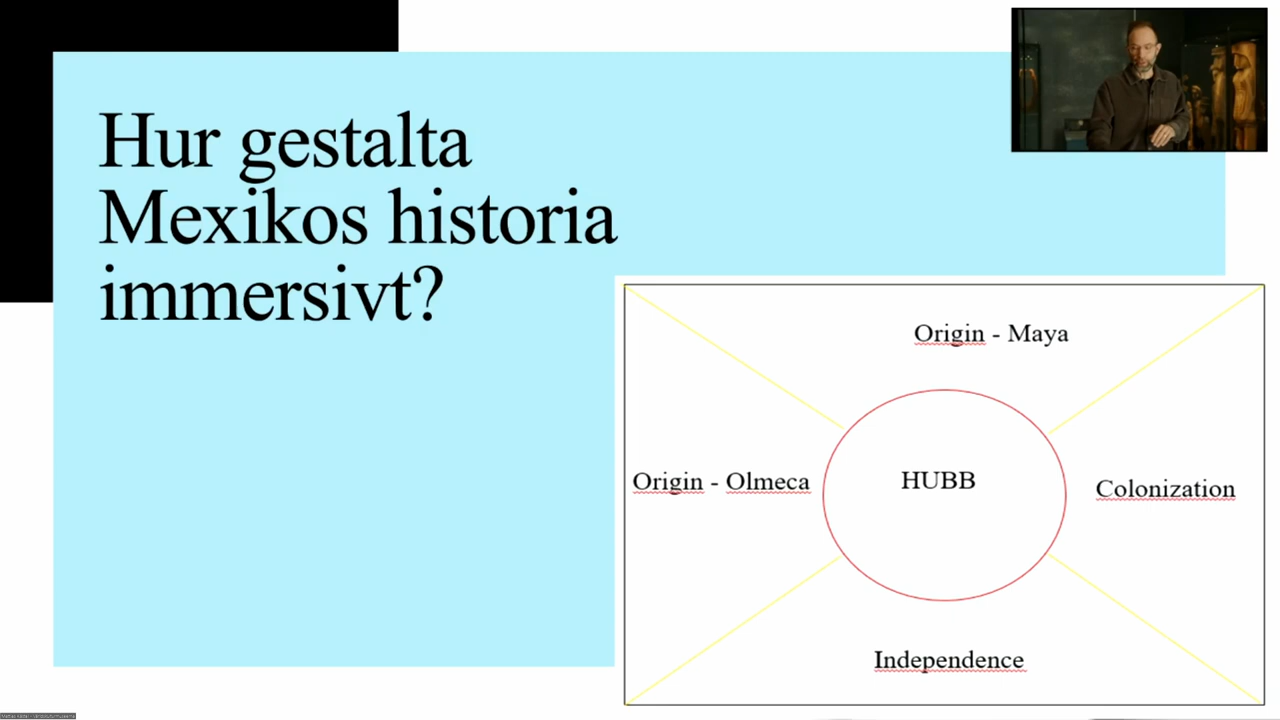 Hur gestalta
Mexikos historia
immersivt?
Origin - Maya
Origin - Olmeca
HUBB
Colonization
Independence